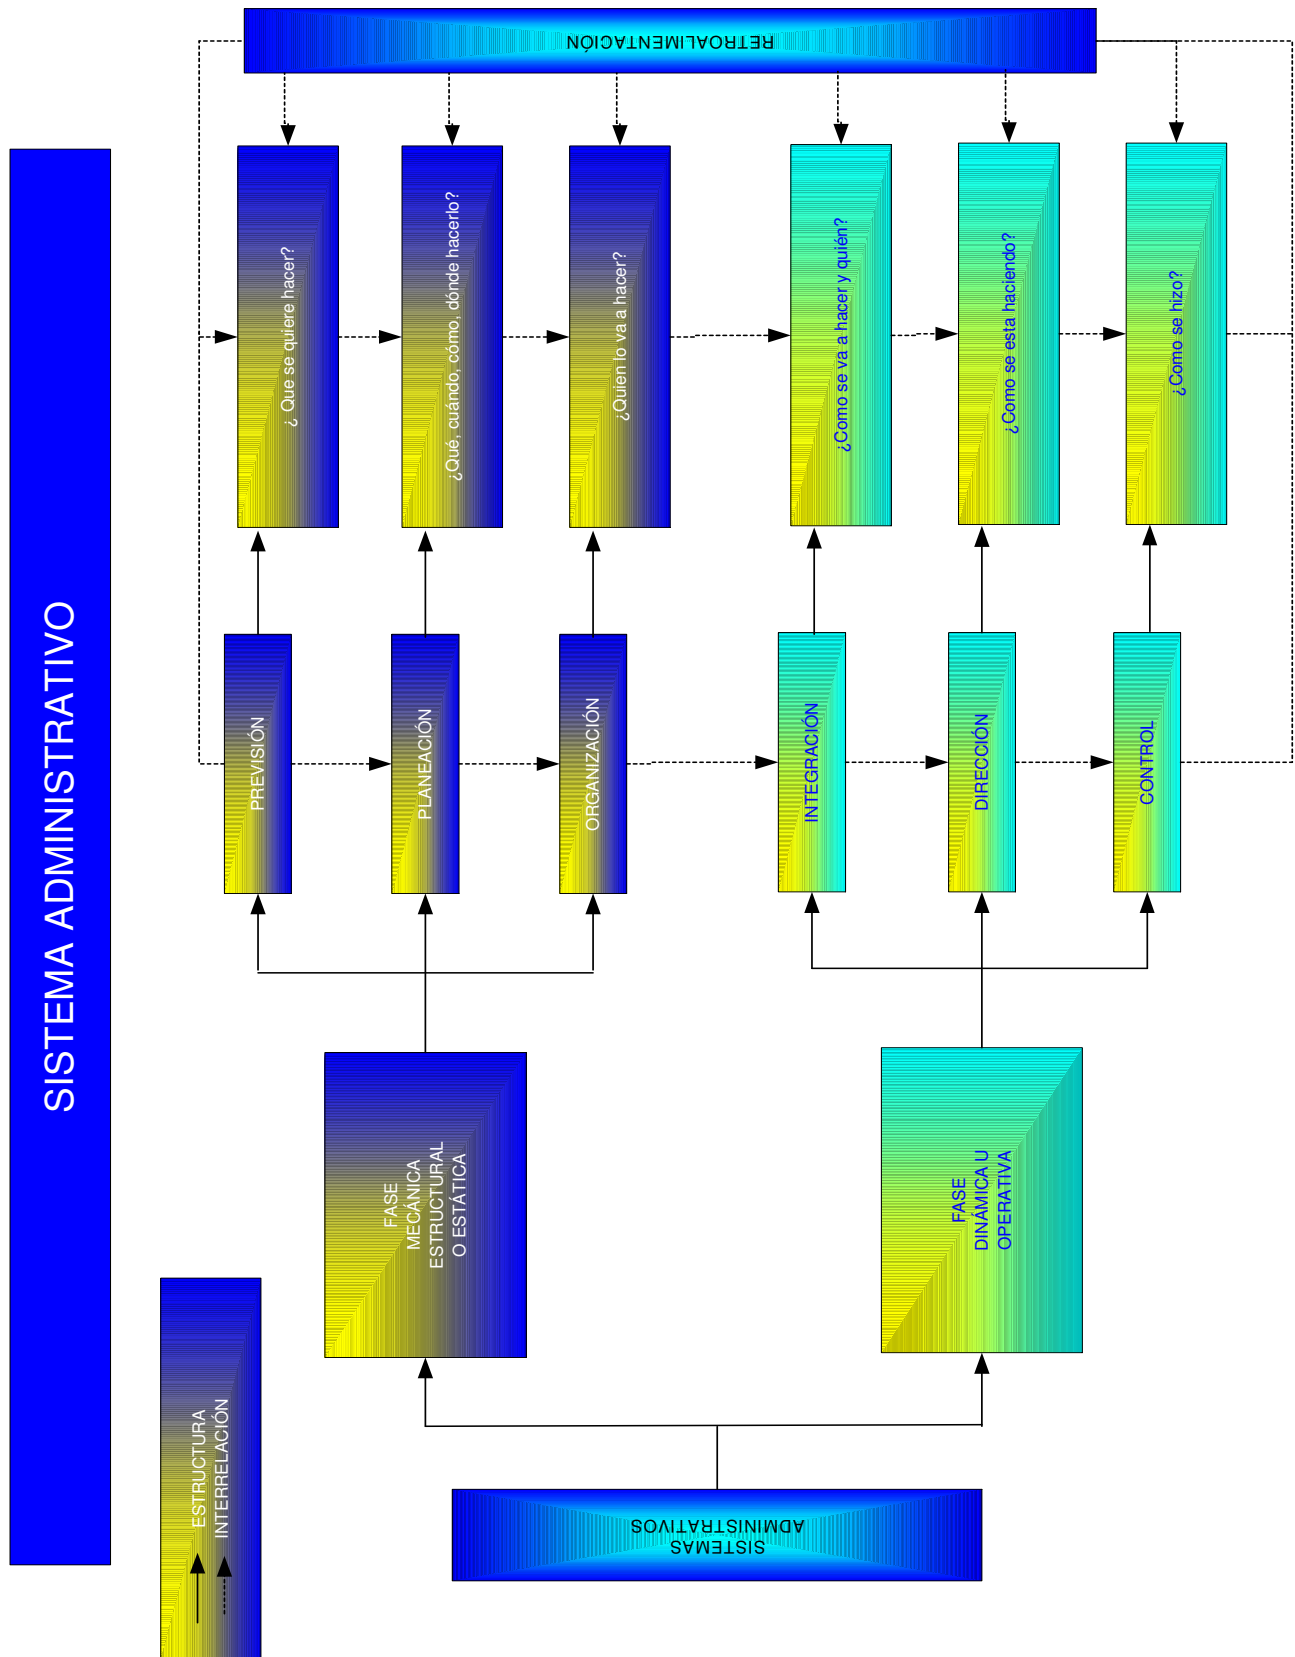 SISTEMA ADMINISTRATIVO
ESTRUCTURA
INTERRELACIÓN
SISTEMAS
ADMINISTRATIVOS
FASE
MECÁNICA
ESTRUCTURAL
O ESTÁTICA
PREVISIÓN
¿ Que se quiere hacer?
PLANEACIÓN
¿Qué, cuándo, cómo, dónde hacerlo?
ORGANIZACIÓN
¿Quien lo va a hacer?
FASE
DINÁMICA U
OPERATIVA
INTEGRACIÓN
¿Como se va a hacer y quién?
DIRECCIÓN
¿Como se esta haciendo?
CONTROL
¿Como se hizo?
RETROALIMENTACIÓN